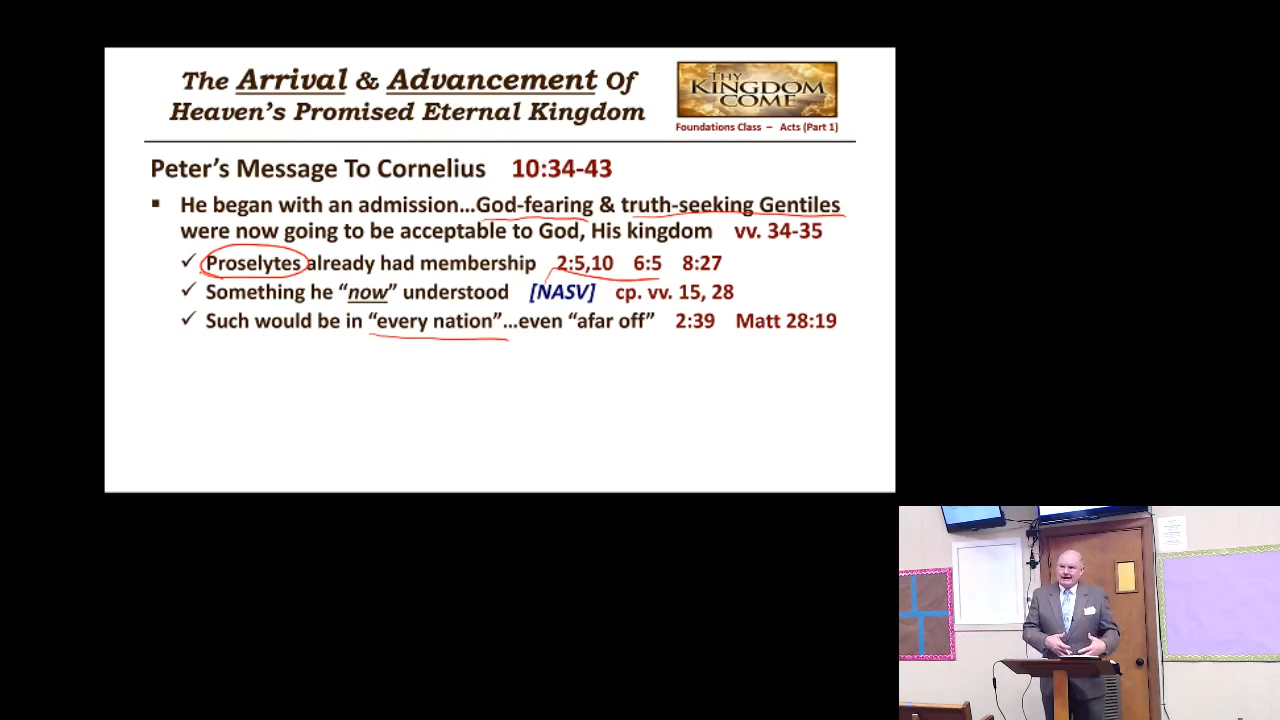 The Arrival & Advancement Of
Heaven's Promised Eternal Kingdom
THY
KINGDOM
COME
Foundations Class – Acts (Part 1)
Peter's Message To Cornelius 10:34-43
▪ He began with an admission…God-fearing & truth-seeking Gentiles
were now going to be acceptable to God, His kingdom vv. 34-35
✓ Proselytes already had membership 2:5,10 6:5 8:27
✓ Something he “now” understood [NASV] cp. vv. 15, 28
✓ Such would be in “every nation”…even “afar off” 2:39 Matt 28:19